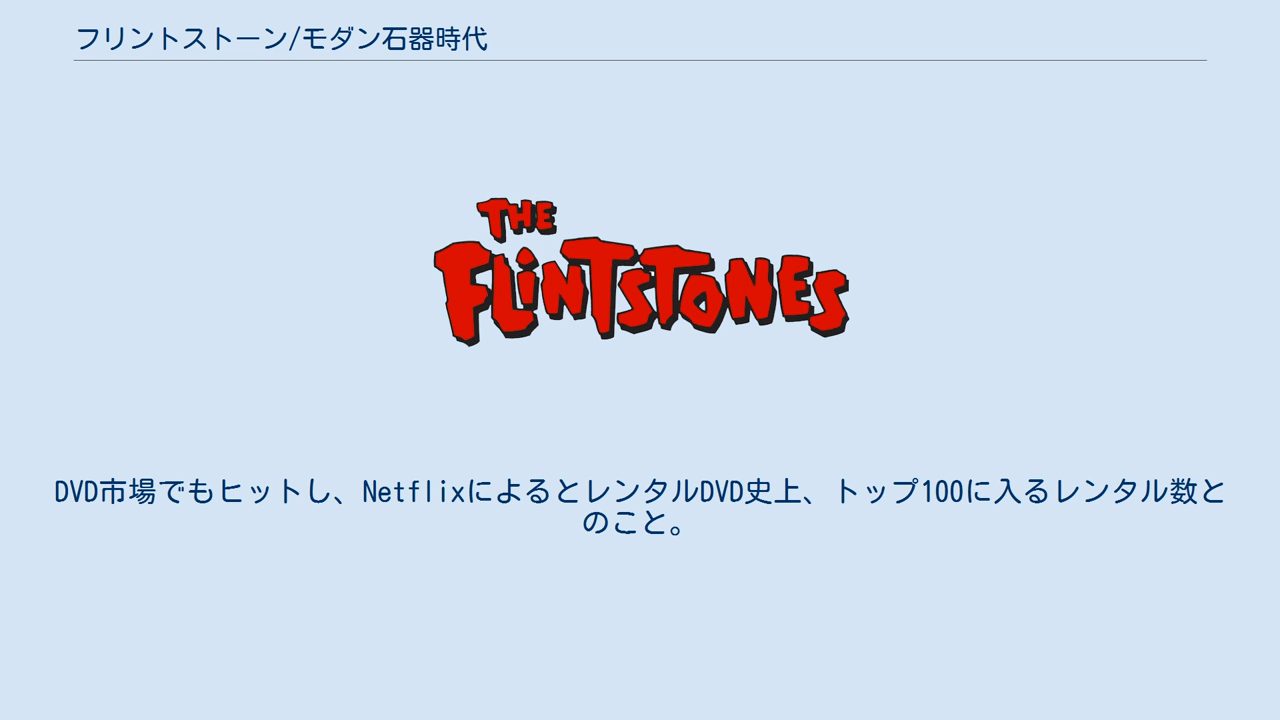 フリントストーン/モダン石器時代
THE
FLINTSTONES
DVD市場でもヒットし、NetflixによるとレンタルDVD史上、トップ100に入るレンタル数と
のこと。